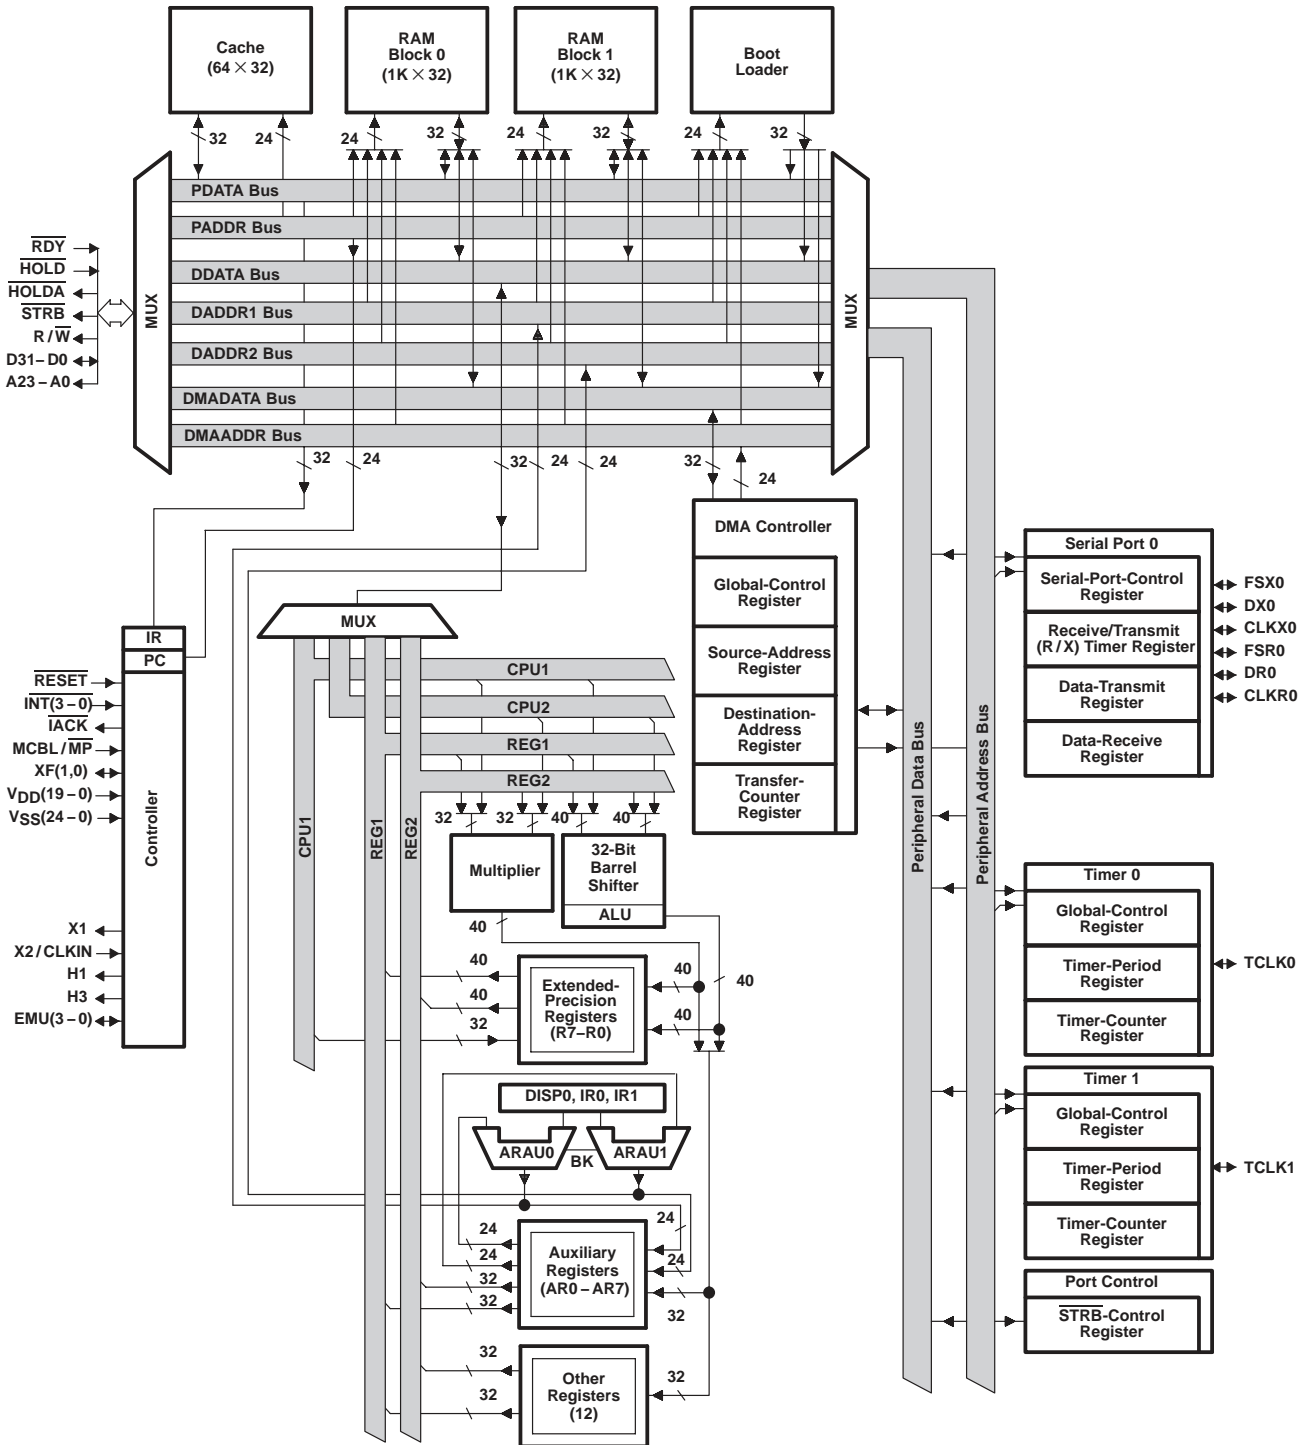 Cache
(64 × 32)
RAM
Block 0
(1K × 32)
RAM
Block 1
(1K × 32)
Boot
Loader
32
24
24
32
24
32
24
32
PDATA Bus
PADDR Bus
DDATA Bus
DADDR1 Bus
DADDR2 Bus
DMADATA Bus
DMAADDR Bus
MUX
MUX
RDY
HOLD
HOLDA
STRB
R / W
D31 – D0
A23 – A0
32
24
32
24
24
32
24
DMA Controller
Global-Control
Register
Source-Address
Register
Destination-
Address
Register
Transfer-
Counter
Register
Peripheral Data Bus
Peripheral Address Bus
Serial Port 0
Serial-Port-Control
Register
Receive/Transmit
(R / X) Timer Register
Data-Transmit
Register
Data-Receive
Register
FSX0
DX0
CLKX0
FSR0
DR0
CLKR0
IR
PC
Controller
RESET
INT(3 – 0)
IACK
MCBL / MP
XF(1,0)
VDD(19 – 0)
VSS(24 – 0)
X1
X2 / CLKIN
H1
H3
EMU(3 – 0)
MUX
CPU1
CPU2
REG1
REG2
CPU1
REG1
REG2
32
32
40
40
Multiplier
32-Bit
Barrel
Shifter
ALU
40
40
40
32
Extended-
Precision
Registers
(R7–R0)
40
40
40
DISP0, IR0, IR1
ARAU0
BK
ARAU1
24
24
32
32
Auxiliary
Registers
(AR0 – AR7)
24
24
32
32
32
Other
Registers
(12)
32
Timer 0
Global-Control
Register
Timer-Period
Register
Timer-Counter
Register
TCLK0
Timer 1
Global-Control
Register
Timer-Period
Register
Timer-Counter
Register
TCLK1
Port Control
STRB-Control
Register